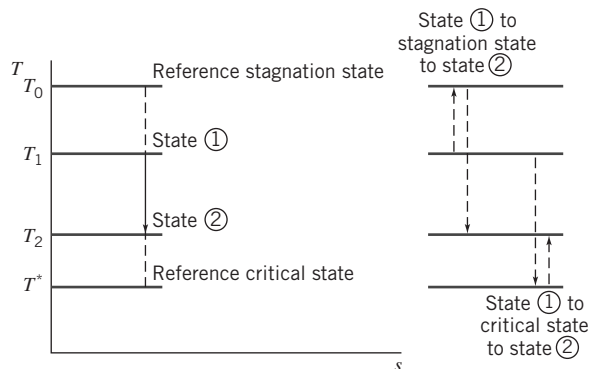 State ① to
stagnation state
to state ②
T
T₀
Reference stagnation state
State ①
T₁
State ②
T₂
Reference critical state
T*
State ① to
critical state
to state ②
s